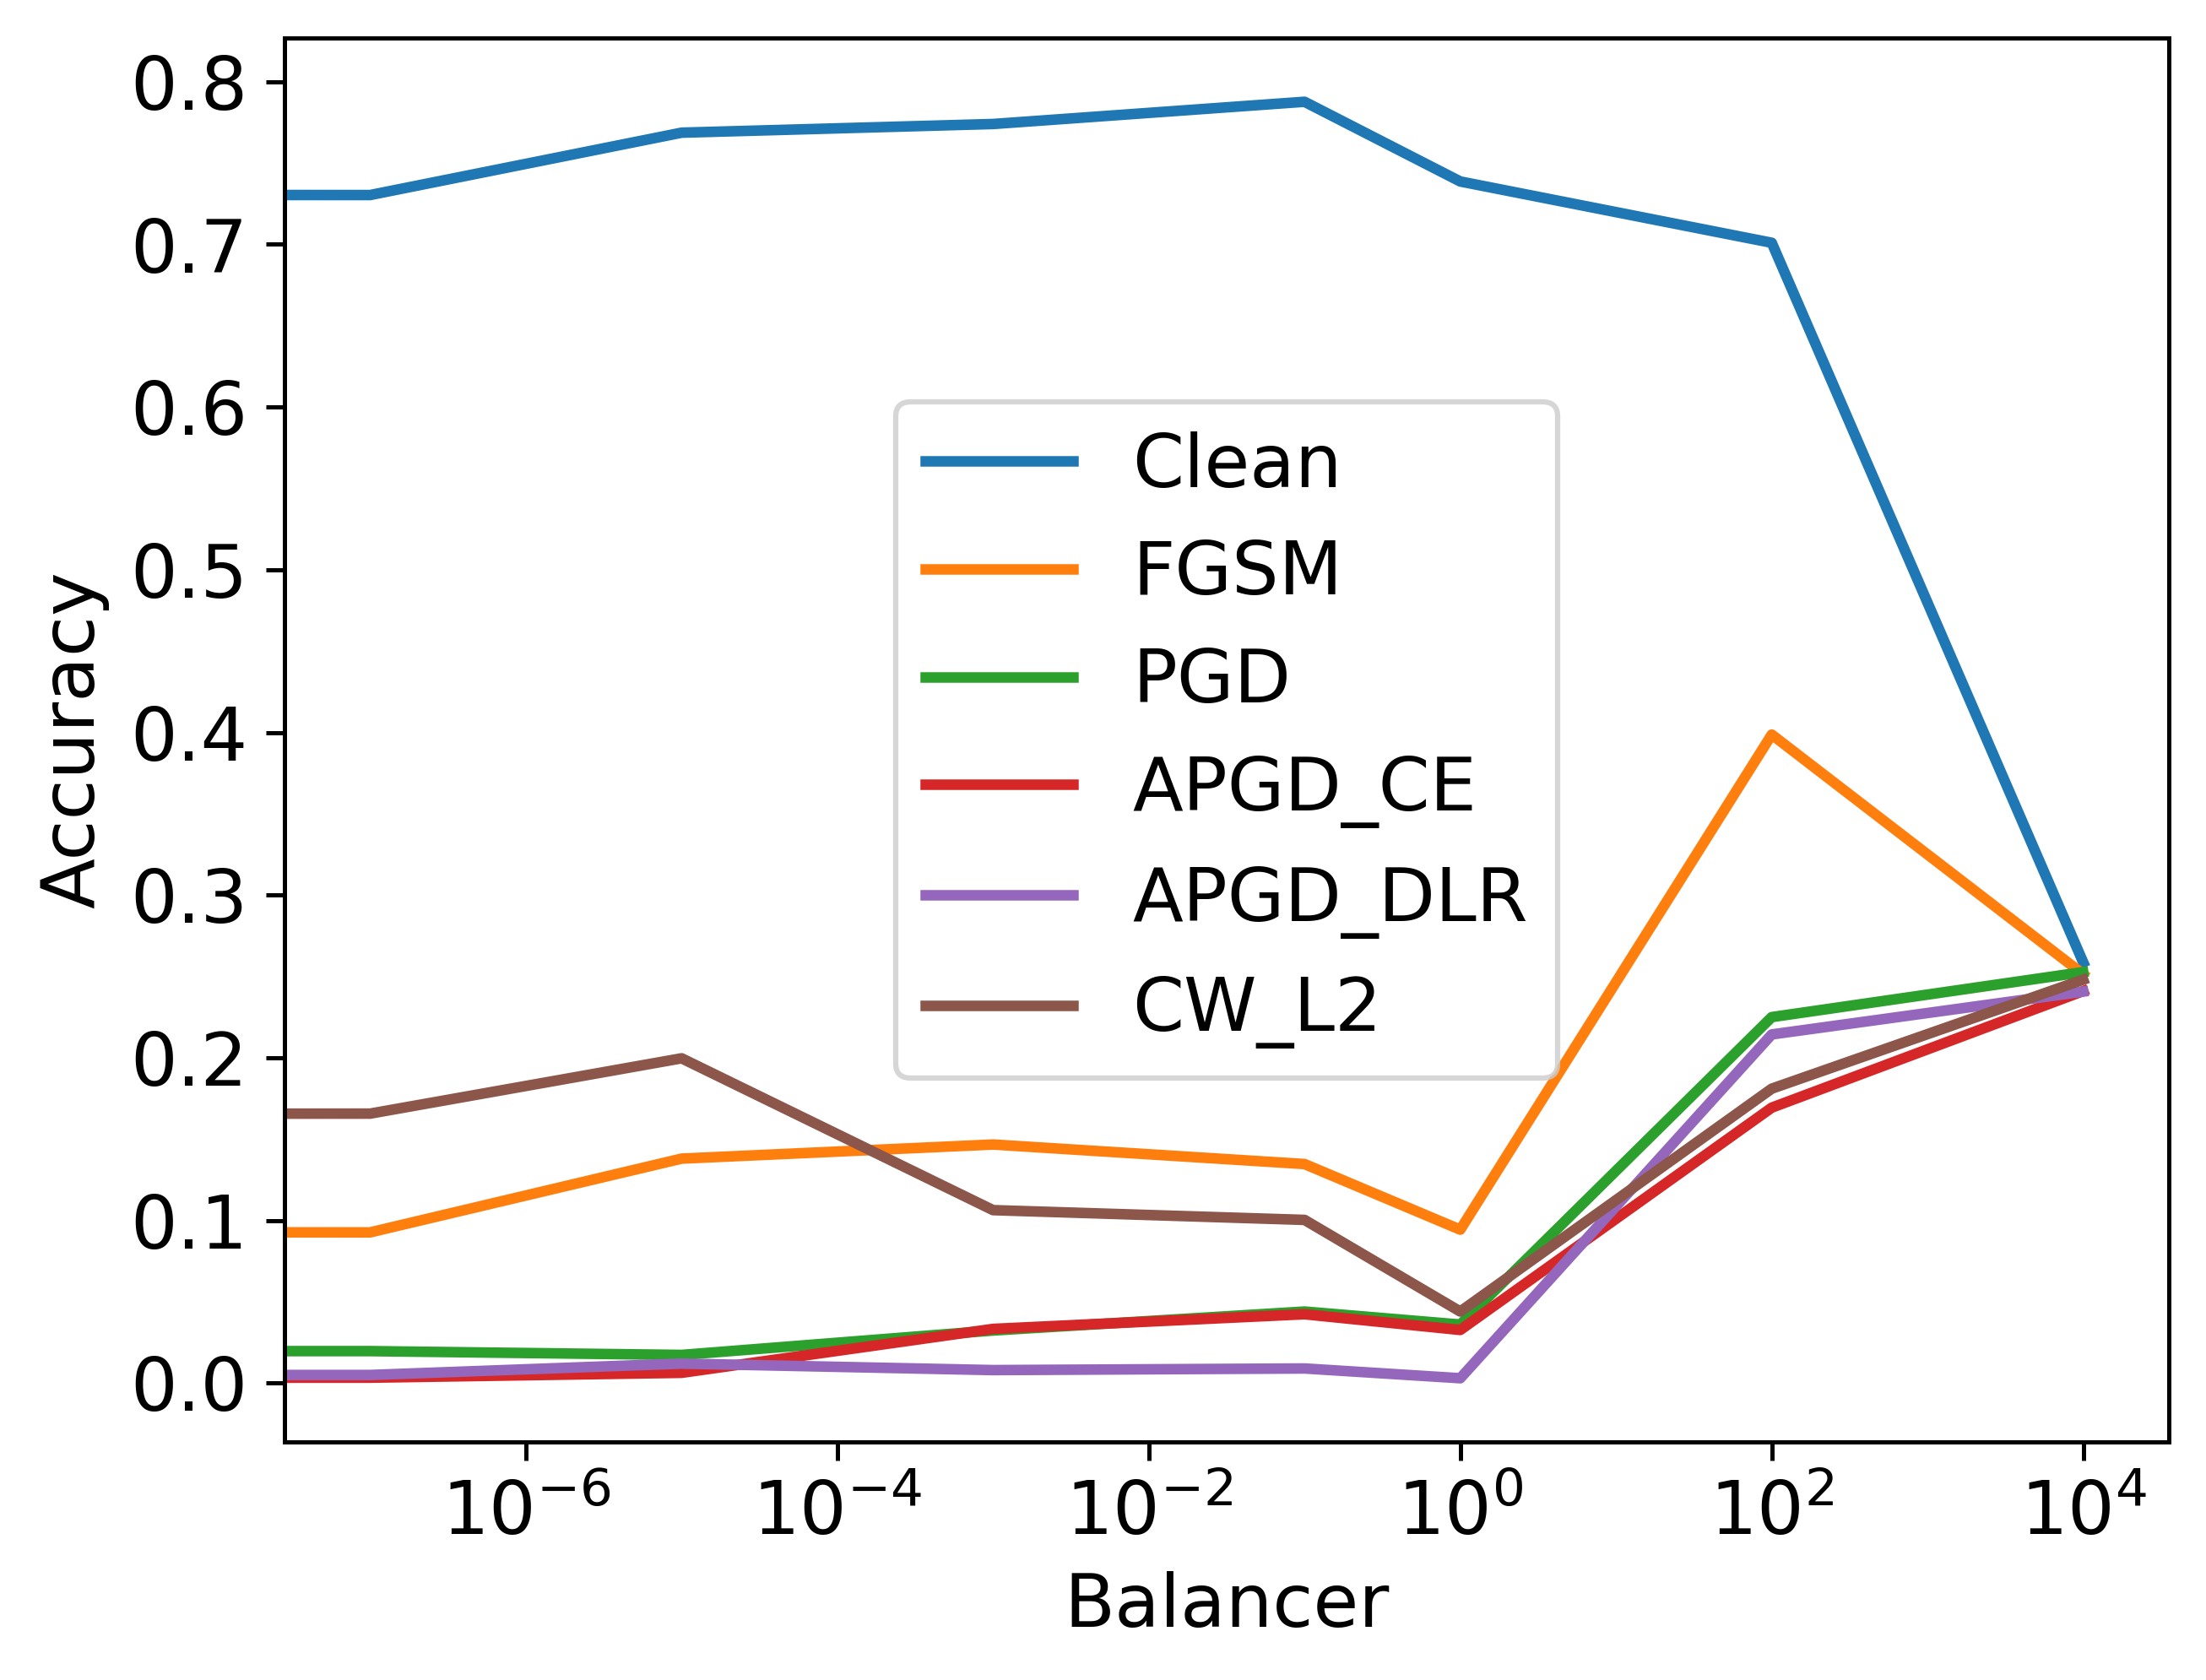 0.8
0.7
0.6
0.5
0.4
0.3
0.2
0.1
0.0
Accuracy
Clean
FGSM
PGD
APGD_CE
APGD_DLR
CW_L2
10⁻⁶ 10⁻⁴ 10⁻² 10⁰ 10² 10⁴
Balancer